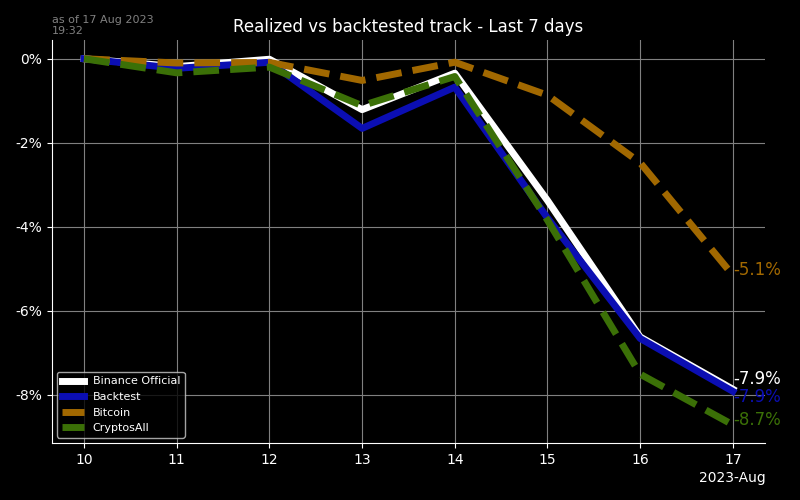 as of 17 Aug 2023
19:32
Realized vs backtested track - Last 7 days
0%
-2%
-4%
-6%
-8%
-5.1%
-7.9%
-7.9%
-8.7%
Binance Official
Backtest
Bitcoin
CryptosAll
10 11 12 13 14 15 16 17
2023-Aug